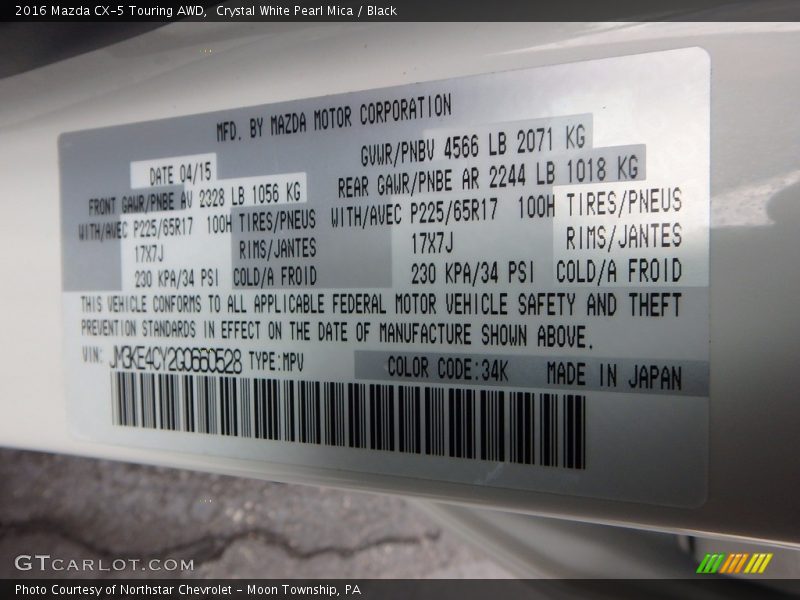 2016 Mazda CX-5 Touring AWD, Crystal White Pearl Mica / Black
MFD. BY MAZDA MOTOR CORPORATION
DATE 04/15 GVWR/PNBV 4566 LB 2071 KG
FRONT GAWR/PNBE AV 2328 LB 1056 KG REAR GAWR/PNBE AR 2244 LB 1018 KG
WITH/AVEC P225/65R17 100H TIRES/PNEUS WITH/AVEC P225/65R17 100H TIRES/PNEUS
17X7J RIMS/JANTES 17X7J RIMS/JANTES
230 KPA/34 PSI COLD/A FROID 230 KPA/34 PSI COLD/A FROID
THIS VEHICLE CONFORMS TO ALL APPLICABLE FEDERAL MOTOR VEHICLE SAFETY AND THEFT
PREVENTION STANDARDS IN EFFECT ON THE DATE OF MANUFACTURE SHOWN ABOVE.
VIN: JM3KE4CY2G0660528 TYPE:MPV COLOR CODE:34K MADE IN JAPAN
GTCARLOT.COM
Photo Courtesy of Northstar Chevrolet - Moon Township, PA